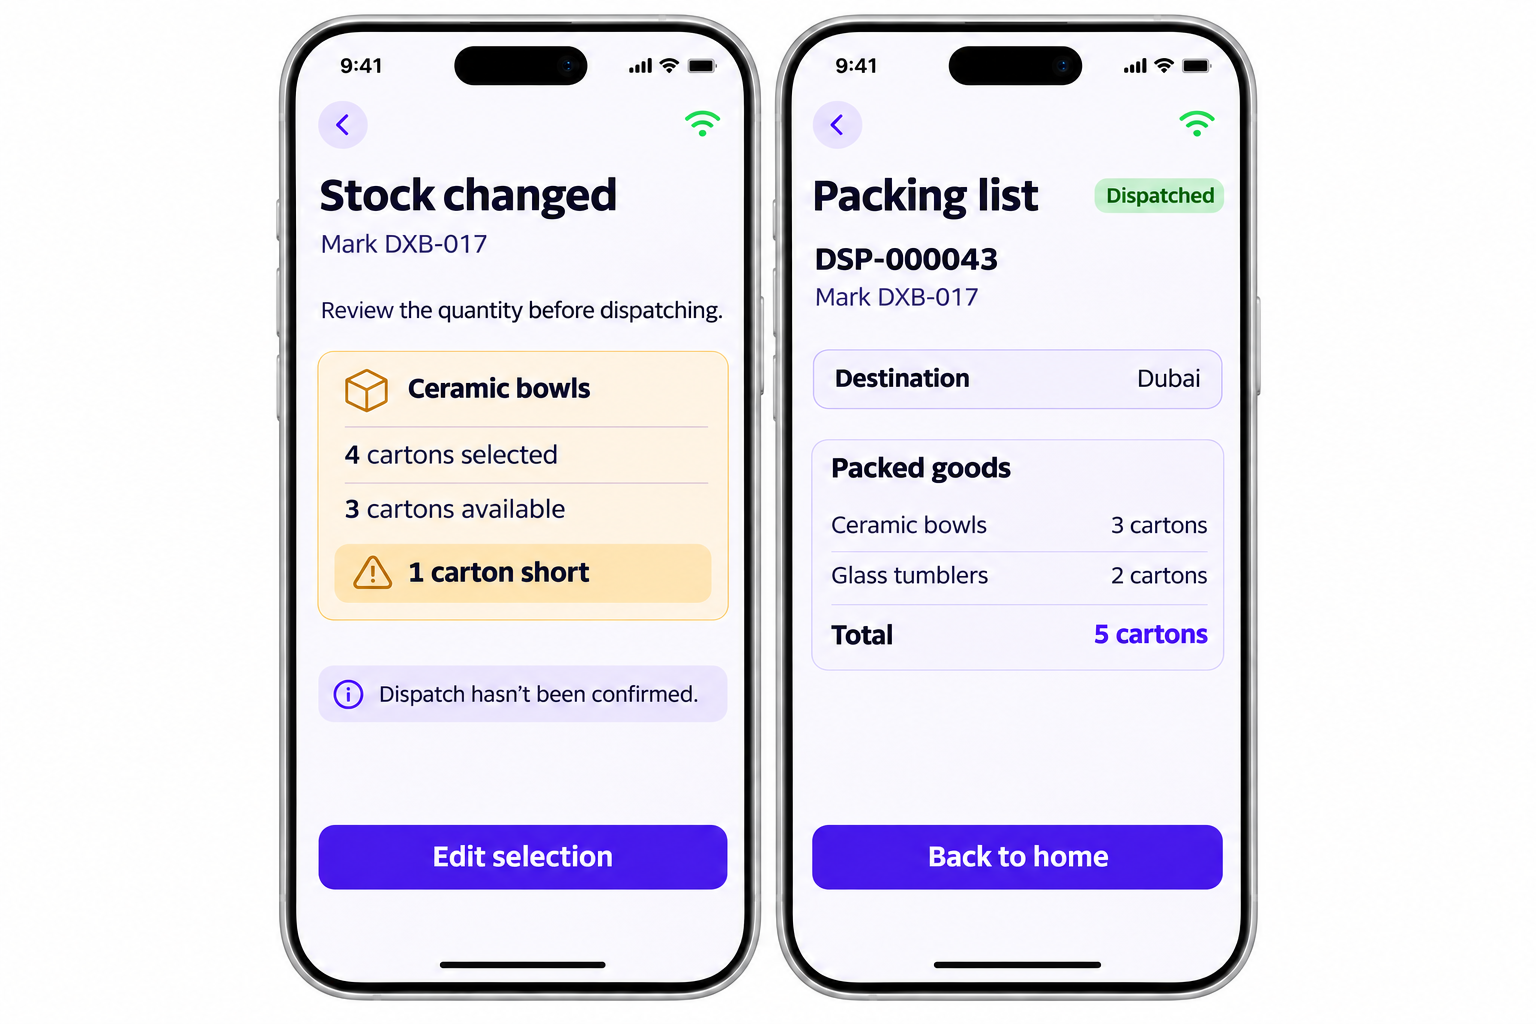 9:41
Stock changed
Mark DXB-017
Review the quantity before dispatching.
Ceramic bowls
4 cartons selected
3 cartons available
1 carton short
Dispatch hasn’t been confirmed.
Edit selection
9:41
Packing list
Dispatched
DSP-000043
Mark DXB-017
Destination Dubai
Packed goods
Ceramic bowls 3 cartons
Glass tumblers 2 cartons
Total 5 cartons
Back to home